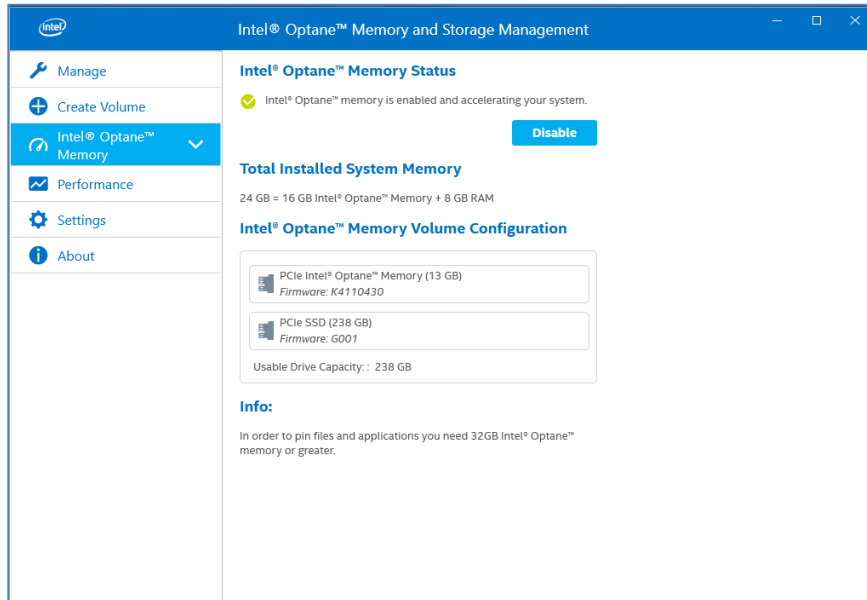 intel
Intel® Optane™ Memory and Storage Management
Manage
Create Volume
Intel® Optane™
Memory
Performance
Settings
About
Intel® Optane™ Memory Status
Intel® Optane™ memory is enabled and accelerating your system.
Disable
Total Installed System Memory
24 GB = 16 GB Intel® Optane™ Memory + 8 GB RAM
Intel® Optane™ Memory Volume Configuration
PCIe Intel® Optane™ Memory (13 GB)
Firmware: K4110430
PCIe SSD (238 GB)
Firmware: G001
Usable Drive Capacity: : 238 GB
Info:
In order to pin files and applications you need 32GB Intel® Optane™
memory or greater.